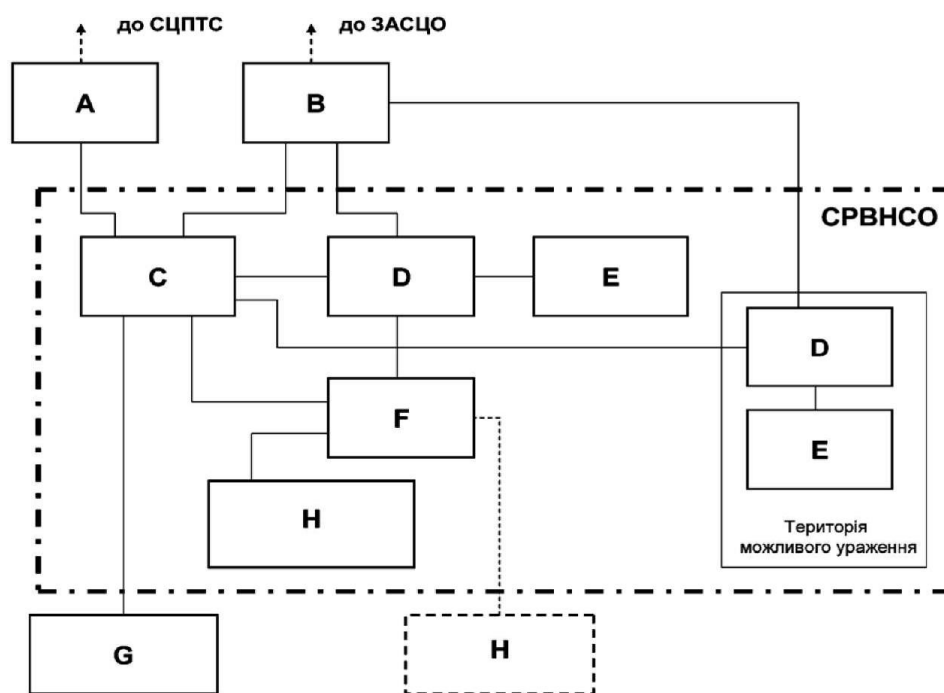 до СЦПТС
до ЗАСЦО
A
B
СРВНСО
C
D
E
D
F
E
H
Територія
можливого ураження
G
H